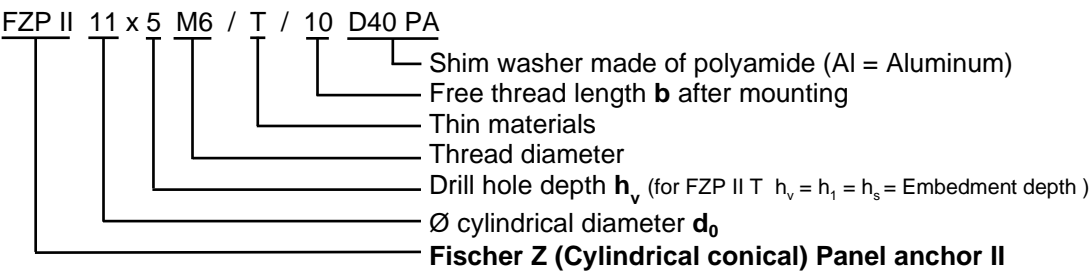 FZP II 11 x 5 M6 / T / 10 D40 PA
Shim washer made of polyamide (Al = Aluminum)
Free thread length b after mounting
Thin materials
Thread diameter
Drill hole depth hv (for FZP II T hv = h1 = hs = Embedment depth )
Ø cylindrical diameter d0
Fischer Z (Cylindrical conical) Panel anchor II